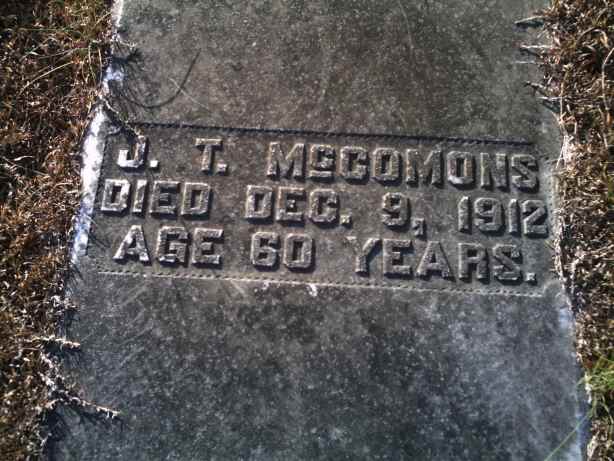 J. T. McCOMONS
DIED DEC. 9, 1912
AGE 60 YEARS.